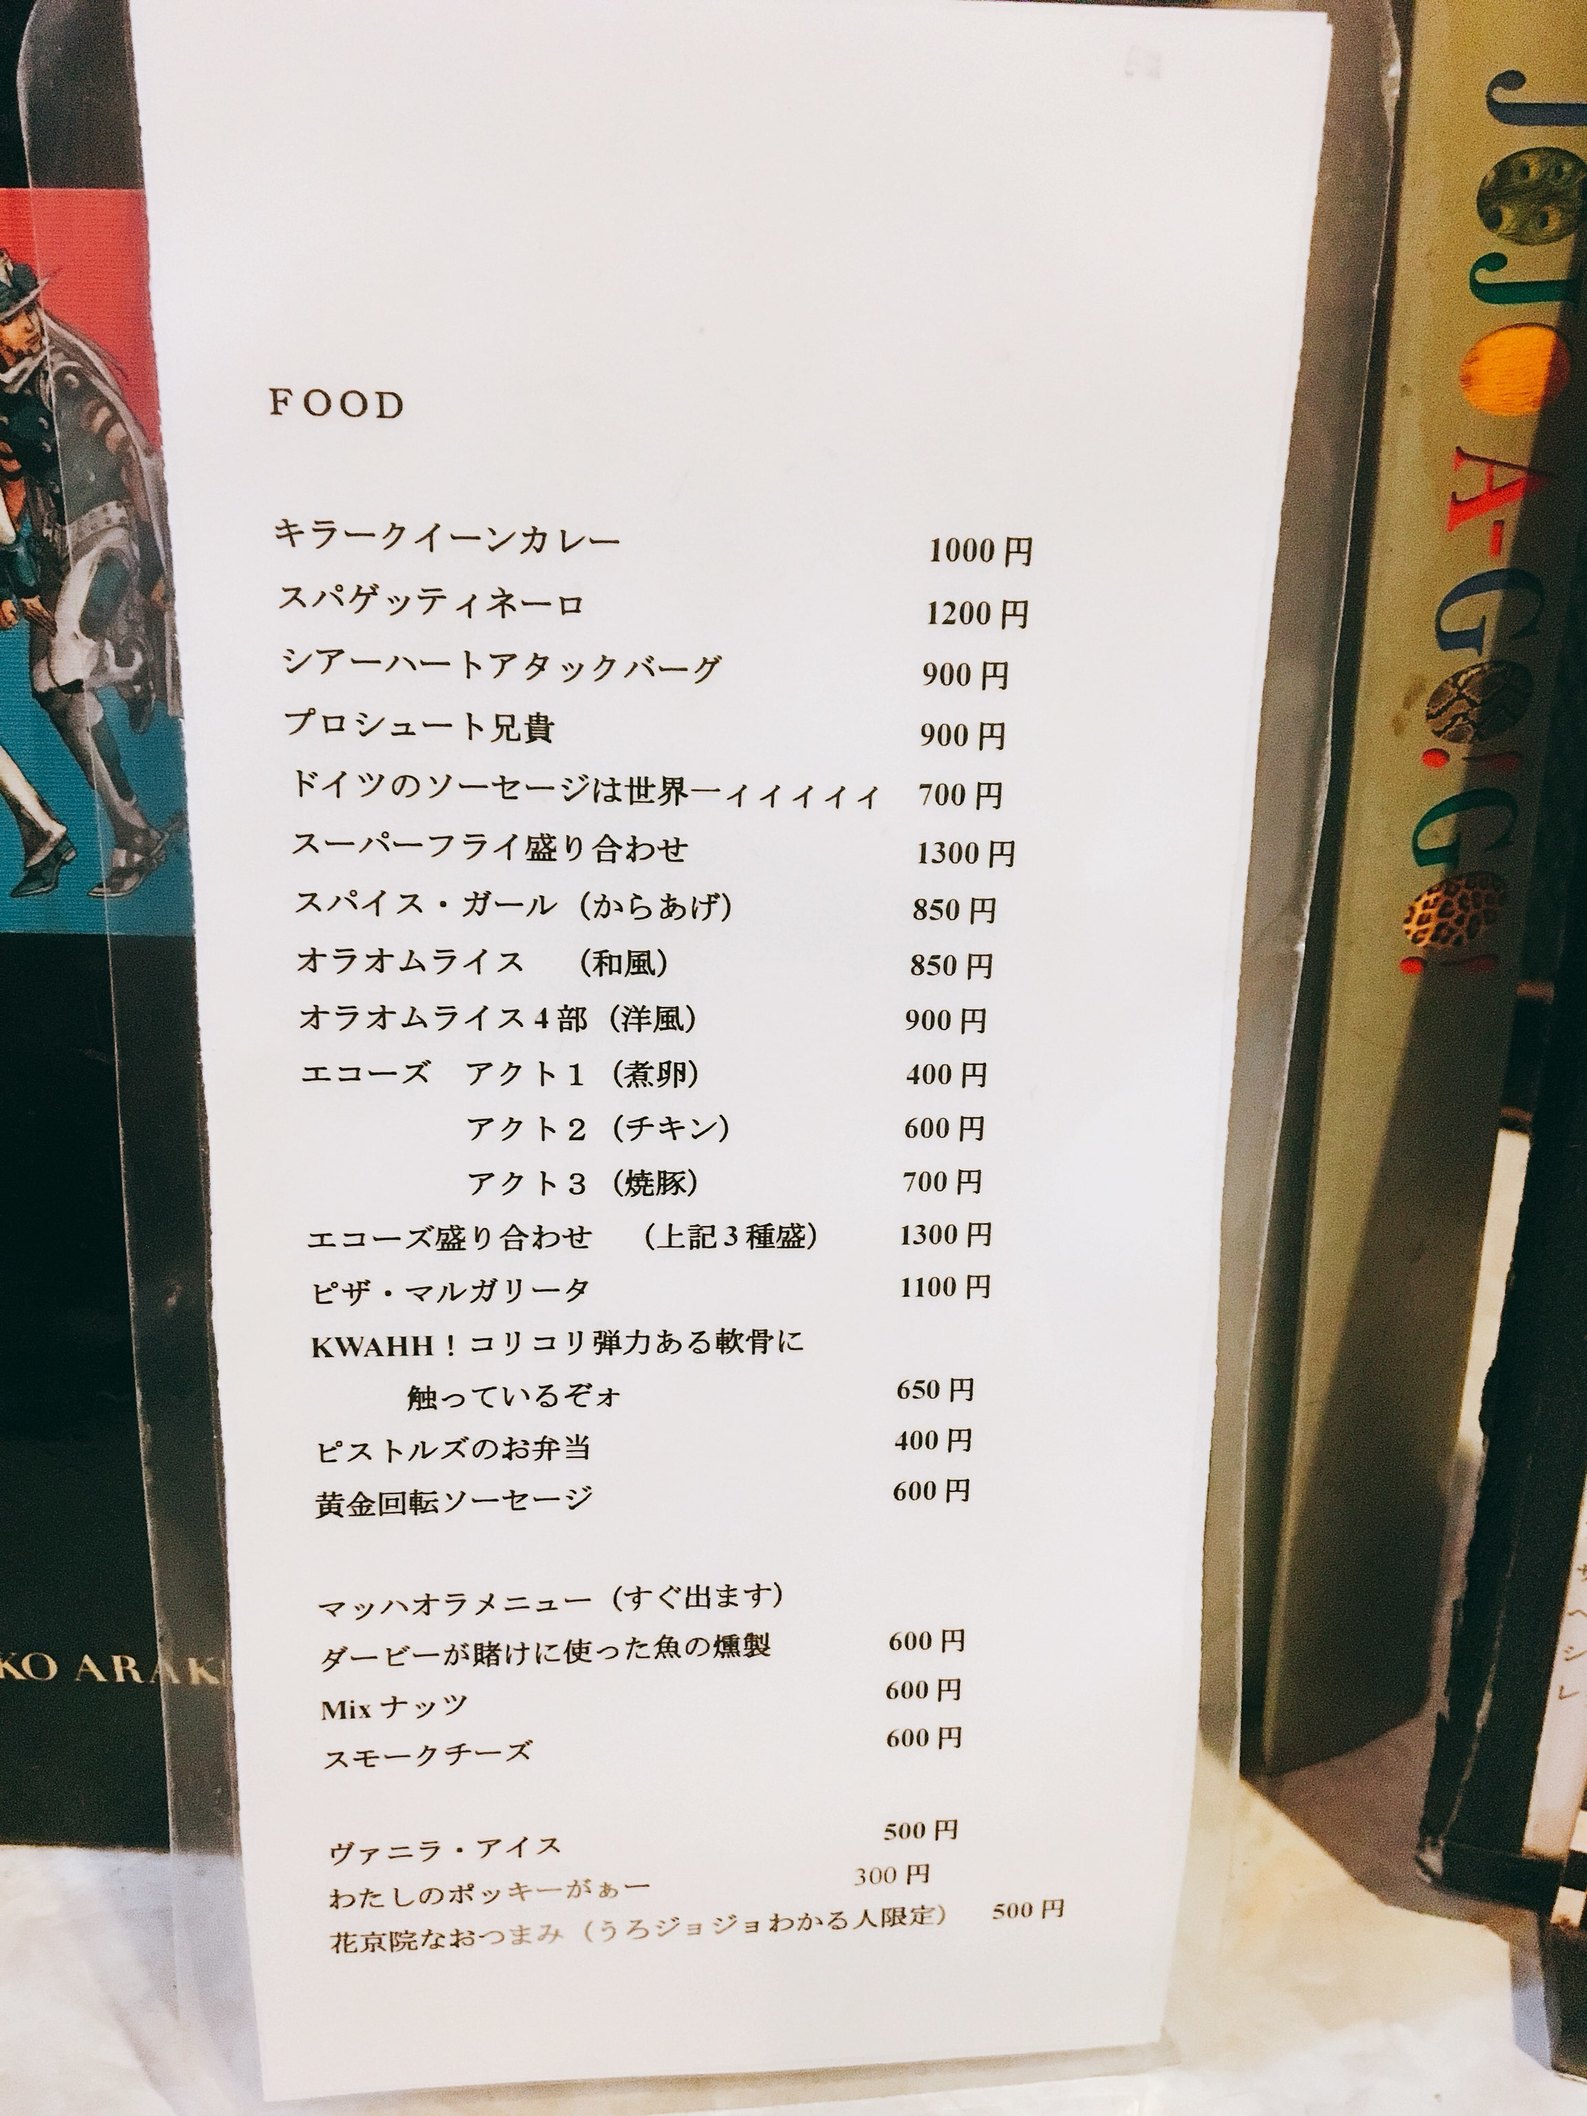 FOOD
キラークイーンカレー 1000円
スパゲッティネーロ 1200円
シアーハートアタックバーグ 900円
プロシュート兄貴 900円
ドイツのソーセージは世界一ィィィィィ 700円
スーパーフライ盛り合わせ 1300円
スパイス・ガール（からあげ） 850円
オラオムライス （和風） 850円
オラオムライス4部（洋風） 900円
エコーズ アクト1（煮卵） 400円
アクト2（チキン） 600円
アクト3（焼豚） 700円
エコーズ盛り合わせ （上記3種盛） 1300円
ピザ・マルガリータ 1100円
KWAHH！コリコリ弾力ある軟骨に
触っているぞォ 650円
ピストルズのお弁当 400円
黄金回転ソーセージ 600円
マッハオラメニュー（すぐ出ます）
ダービーが賭けに使った魚の燻製 600円
Mixナッツ 600円
スモークチーズ 600円
ヴァニラ・アイス 500円
わたしのポッキーがぁー 300円
花京院なおつまみ（うろジョジョわかる人限定） 500円
KO ARAK
JOJO A-GO!GO!